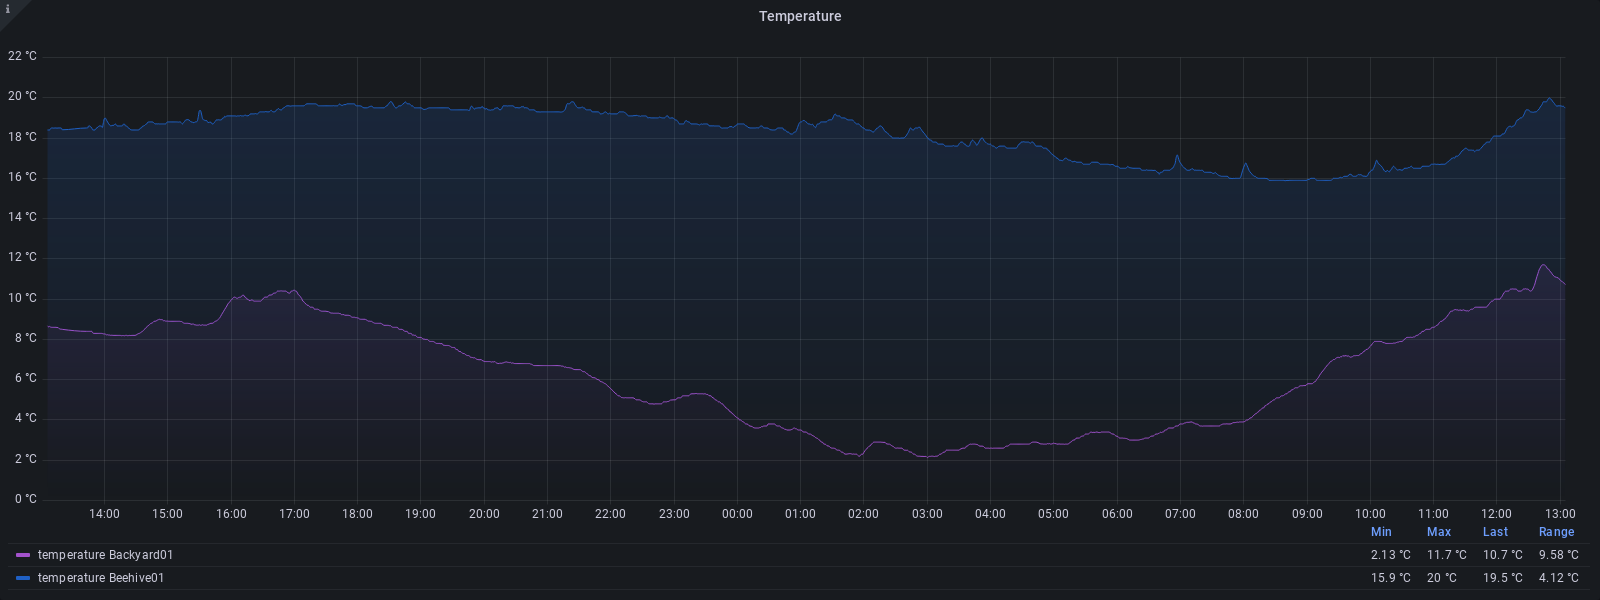 i
Temperature
22 °C
20 °C
18 °C
16 °C
14 °C
12 °C
10 °C
8 °C
6 °C
4 °C
2 °C
0 °C
14:00 15:00 16:00 17:00 18:00 19:00 20:00 21:00 22:00 23:00 00:00 01:00 02:00 03:00 04:00 05:00 06:00 07:00 08:00 09:00 10:00 11:00 12:00 13:00
Min Max Last Range
temperature Backyard01 2.13 °C 11.7 °C 10.7 °C 9.58 °C
temperature Beehive01 15.9 °C 20 °C 19.5 °C 4.12 °C